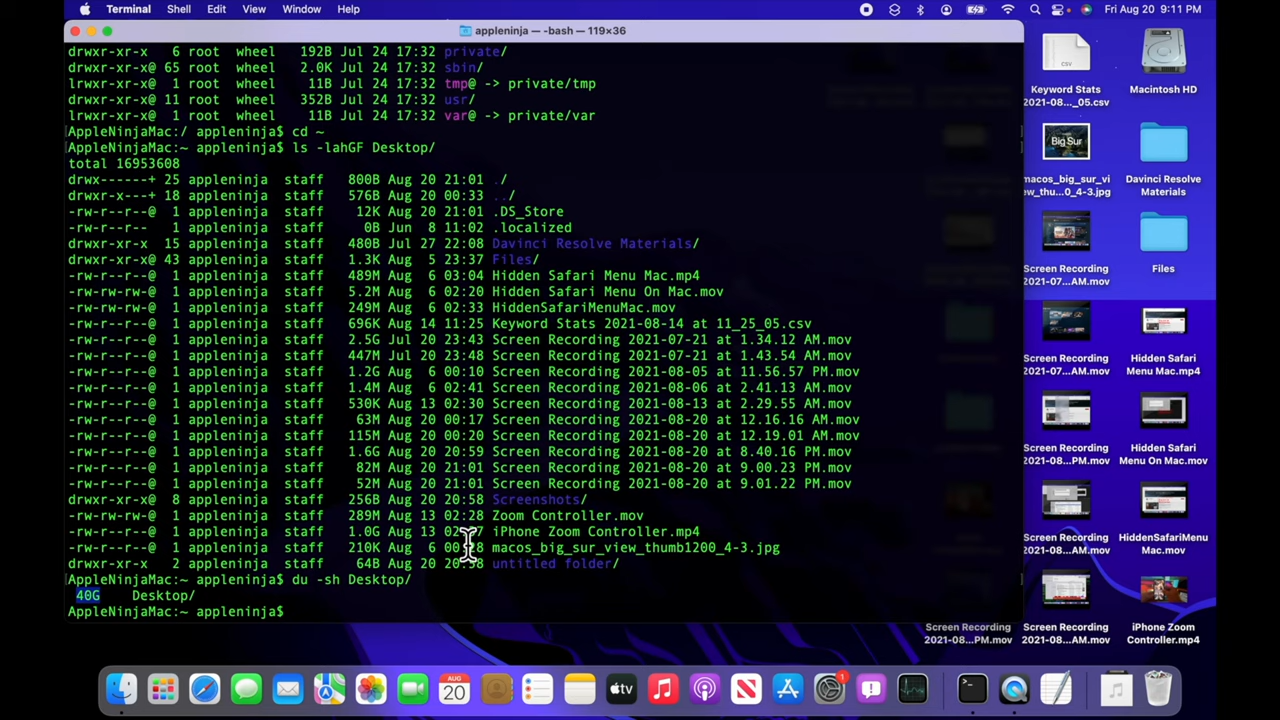 Terminal Shell Edit View Window Help Fri Aug 20 9:11 PM
appleninja — -bash — 119×36
drwxr-xr-x 6 root wheel 192B Jul 24 17:32 private/
drwxr-xr-x@ 65 root wheel 2.0K Jul 24 17:32 sbin/
lrwxr-xr-x@ 1 root wheel 11B Jul 24 17:32 tmp@ -> private/tmp
drwxr-xr-x@ 11 root wheel 352B Jul 24 17:32 usr/
lrwxr-xr-x@ 1 root wheel 11B Jul 24 17:32 var@ -> private/var
AppleNinjaMac:/ appleninja$ cd ~
AppleNinjaMac:~ appleninja$ ls -lahGF Desktop/
total 16953608
drwx------+ 25 appleninja staff 800B Aug 20 21:01 ./
drwxr-x---+ 18 appleninja staff 576B Aug 20 00:33 ../
-rw-r--r--@ 1 appleninja staff 12K Aug 20 21:01 .DS_Store
-rw-r--r-- 1 appleninja staff 0B Jun 8 11:02 .localized
drwxr-xr-x 15 appleninja staff 480B Jul 27 22:08 Davinci Resolve Materials/
drwxr-xr-x@ 43 appleninja staff 1.3K Aug 5 23:37 Files/
-rw-r--r--@ 1 appleninja staff 489M Aug 6 03:04 Hidden Safari Menu Mac.mp4
-rw-rw-rw-@ 1 appleninja staff 5.2M Aug 6 02:20 Hidden Safari Menu On Mac.mov
-rw-rw-rw-@ 1 appleninja staff 549M Aug 6 02:33 HiddenSafariMenuMac.mov
-rw-r--r--@ 1 appleninja staff 696B Aug 14 11:25 Keyword Stats 2021-08-14 at 11_25_05.csv
-rw-r--r--@ 1 appleninja staff Jul 20 Screen Recording 2021-07-21 at 1.34.12 AM.mov
-rw-r--r--@ 1 appleninja staff 447M Aug 2 23:48 Screen Recording 2021-07-21 at 1.43.54 AM.mov
-rw-r--r--@ 1 appleninja staff 1.2G Aug 6 00:10 Screen Recording 2021-08-05 at 11.56.57 PM.mov
-rw-r--r--@ 1 appleninja staff 1.4M Aug 6 02:41 Screen Recording 2021-08-06 at 2.41.13 AM.mov
-rw-r--r--@ 1 appleninja staff 530K Aug 13 02:30 Screen Recording 2021-08-13 at 2.29.55 AM.mov
-rw-r--r--@ 1 appleninja staff Aug 20 Screen Recording 2021-08-20 at 12.16.16 AM.mov
-rw-r--r--@ 1 appleninja staff 115M Aug 20 00:20 Screen Recording 2021-08-20 at 12.19.01 AM.mov
-rw-r--r--@ 1 appleninja staff 1.6G Aug 20 20:59 Screen Recording 2021-08-20 at 8.40.16 PM.mov
-rw-r--r--@ 1 appleninja staff 82M Aug 20 21:01 Screen Recording 2021-08-20 at 9.00.23 PM.mov
-rw-r--r--@ 1 appleninja staff 52M Aug 20 21:01 Screen Recording 2021-08-20 at 9.01.22 PM.mov
drwxr-xr-x@ 8 appleninja staff 256B Aug 20 20:58 Screenshots/
-rw-rw-rw-@ 1 appleninja staff Aug 13 Zoom Controller.mov
-rw-r--r--@ 1 appleninja staff 1.0G Aug 13 iPhone Zoom Controller.mp4
-rw-r--r--@ 1 appleninja staff 210K Aug 6 macos_big_sur_view_thumb1200_4-3.jpg
drwxr-xr-x 2 appleninja staff 64B Aug 20 untitled folder/
AppleNinjaMac:~ appleninja$ du -sh Desktop/
40G Desktop/
AppleNinjaMac:~ appleninja$
CSV
Keyword Stats
2021-08..._05.csv
Macintosh HD
Big Sur
macos_big_sur_vi
ew_thu...0_4-3.jpg
Davinci Resolve
Materials
Screen Recording
2021-07...AM.mov
Files
Screen Recording
2021-07...AM.mov
Hidden Safari
Menu Mac.mp4
Screen Recording
2021-08...PM.mov
Hidden Safari
Menu On Mac.mov
Screen Recording
2021-08...AM.mov
HiddenSafariMenu
Mac.mov
Screen Recording
2021-08...PM.mov
Screen Recording
2021-08...AM.mov
iPhone Zoom
Controller.mp4
AUG
20
tv
1